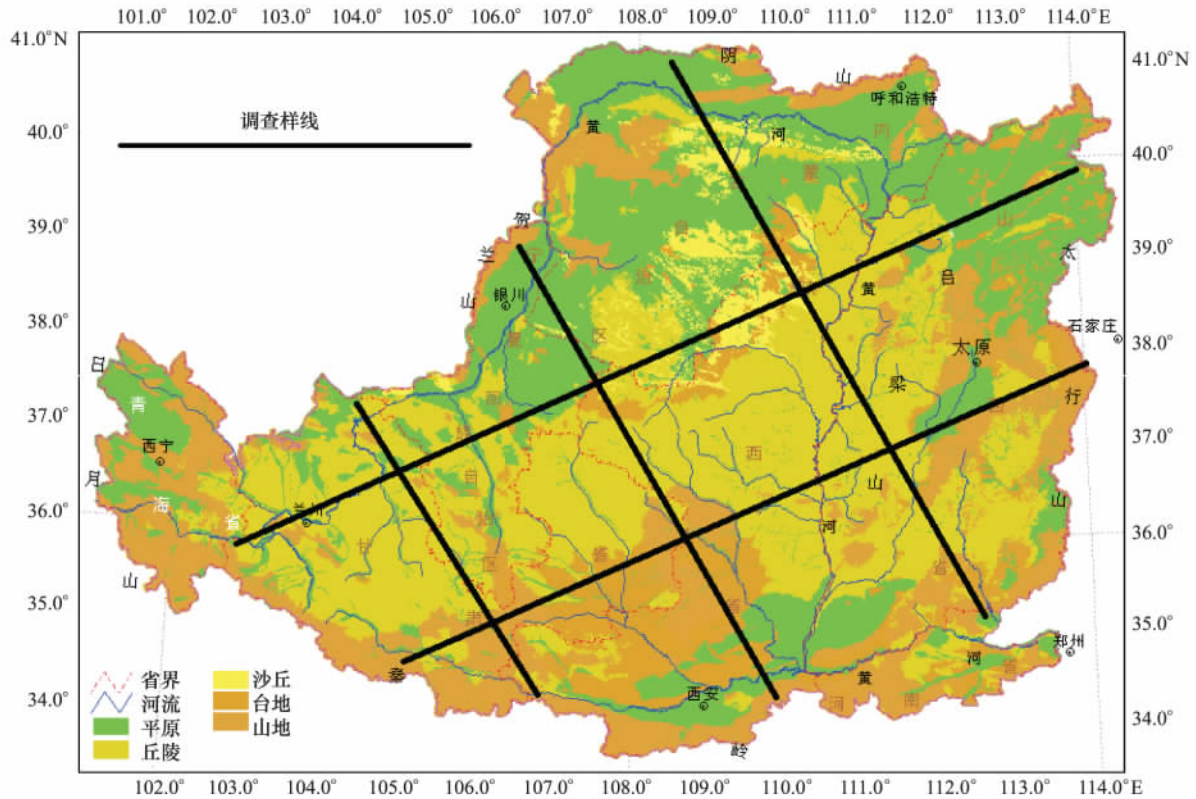 101.0° 102.0° 103.0° 104.0° 105.0° 106.0° 107.0° 108.0° 109.0° 110.0° 111.0° 112.0° 113.0° 114.0°E
41.0°N
40.0°
39.0°
38.0°
37.0°
36.0°
35.0°
34.0°
41.0°N
40.0°
39.0°
38.0°
37.0°
36.0°
35.0°
34.0°
调查样线
阴
山
呼和浩特
黄
河
内
蒙
古
自
治
区
贺
兰
山
银川
宁
夏
回
族
自
治
区
太
行
山
石家庄
吕
梁
山
太原
山
西
省
黄
河
日
月
山
青
海
省
西宁
兰州
甘
肃
省
陕
西
省
秦
岭
西安
黄
河
郑州
河
南
省
省界
河流
平原
丘陵
沙丘
台地
山地
102.0° 103.0° 104.0° 105.0° 106.0° 107.0° 108.0° 109.0° 110.0° 111.0° 112.0° 113.0° 114.0°E